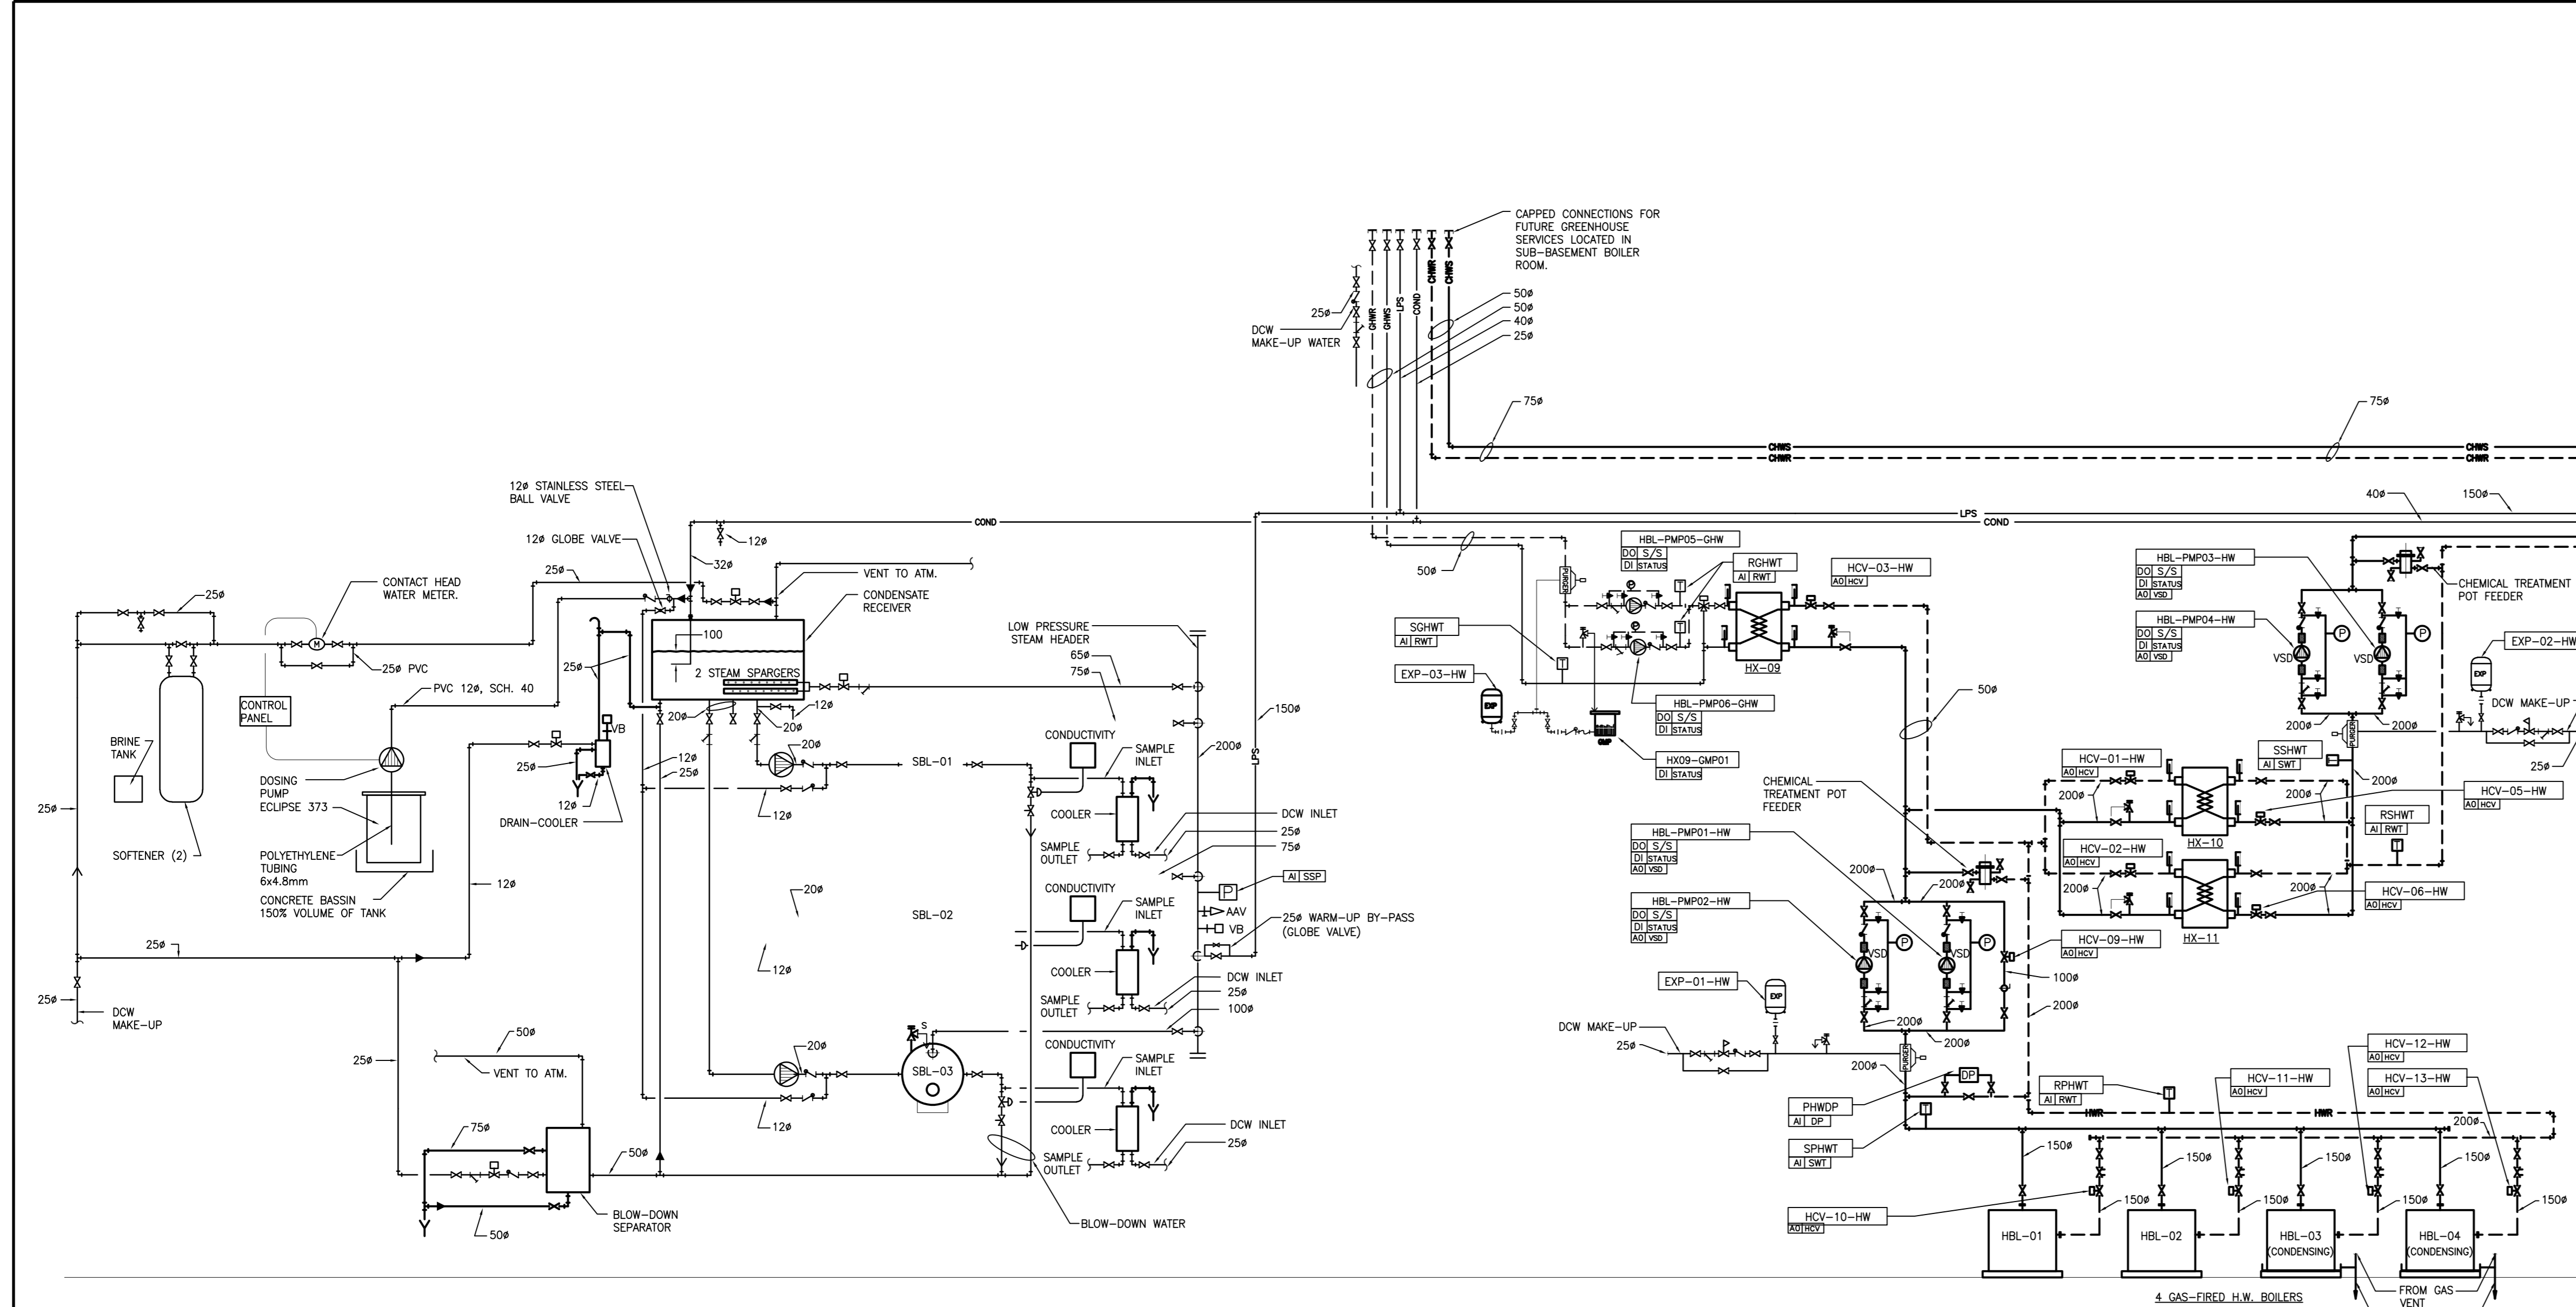 CAPPED CONNECTIONS FOR
FUTURE GREENHOUSE
SERVICES LOCATED IN
SUB-BASEMENT BOILER
ROOM.
CHWR
CHWS
GHWR
GHWS
LPS
COND
50ø
50ø
40ø
25ø
25ø
DCW
MAKE-UP WATER
75ø
75ø
CHWS
CHWR
CHWS
CHWR
40ø
150ø
LPS
COND
12ø STAINLESS STEEL
BALL VALVE
12ø GLOBE VALVE
COND
12ø
32ø
25ø
VENT TO ATM.
CONDENSATE
RECEIVER
CONTACT HEAD
WATER METER.
25ø
M
25ø PVC
100
2 STEAM SPARGERS
LOW PRESSURE
STEAM HEADER
65ø
75ø
25ø
PVC 12ø, SCH. 40
CONTROL
PANEL
BRINE
TANK
DOSING
PUMP
ECLIPSE 373
POLYETHYLENE
TUBING
6x4.8mm
CONCRETE BASSIN
150% VOLUME OF TANK
SOFTENER (2)
25ø
VB
25ø
12ø
DRAIN-COOLER
12ø
20ø
20ø
12ø
20ø
12ø
25ø
12ø
SBL-01
CONDUCTIVITY
SAMPLE
INLET
COOLER
SAMPLE
OUTLET
DCW INLET
25ø
75ø
200ø
150ø
LPS
P
AI SSP
AAV
VB
25ø WARM-UP BY-PASS
(GLOBE VALVE)
20ø
12ø
SBL-02
CONDUCTIVITY
SAMPLE
INLET
COOLER
SAMPLE
OUTLET
DCW INLET
25ø
100ø
25ø
25ø
DCW
MAKE-UP
25ø
50ø
VENT TO ATM.
75ø
50ø
50ø
BLOW-DOWN
SEPARATOR
20ø
12ø
S
SBL-03
CONDUCTIVITY
SAMPLE
INLET
COOLER
SAMPLE
OUTLET
DCW INLET
25ø
BLOW-DOWN WATER
50ø
PURGER
HBL-PMP05-GHW
DO S/S
DI STATUS
RGHWT
AI RWT
HCV-03-HW
AO HCV
P
P
T
T
SGHWT
AI RWT
T
HX-09
EXP-03-HW
EXP
GMP
HBL-PMP06-GHW
DO S/S
DI STATUS
HX09-GMP01
DI STATUS
50ø
CHEMICAL
TREATMENT POT
FEEDER
HBL-PMP01-HW
DO S/S
DI STATUS
AO VSD
HBL-PMP02-HW
DO S/S
DI STATUS
AO VSD
200ø
200ø
VSD
P
VSD
P
HCV-09-HW
AO HCV
100ø
200ø
200ø
200ø
EXP-01-HW
EXP
DCW MAKE-UP
25ø
PURGER
200ø
200ø
DP
PHWDP
AI DP
SPHWT
AI SWT
T
RPHWT
AI RWT
T
HWR
HWR
HBL-PMP03-HW
DO S/S
DI STATUS
AO VSD
HBL-PMP04-HW
DO S/S
DI STATUS
AO VSD
VSD
P
VSD
P
CHEMICAL TREATMENT
POT FEEDER
EXP-02-HW
EXP
DCW MAKE-UP
25ø
200ø
200ø
PURGER
SSHWT
AI SWT
200ø
HCV-01-HW
AO HCV
200ø
200ø
HX-10
HCV-05-HW
AO HCV
RSHWT
AI RWT
T
HCV-02-HW
AO HCV
200ø
200ø
HX-11
HCV-06-HW
AO HCV
HCV-12-HW
AO HCV
HCV-11-HW
AO HCV
HCV-13-HW
AO HCV
200ø
150ø
150ø
150ø
150ø
150ø
150ø
150ø
150ø
HCV-10-HW
AO HCV
HBL-01
HBL-02
HBL-03
(CONDENSING)
HBL-04
(CONDENSING)
4 GAS-FIRED H.W. BOILERS
FROM GAS
VENT